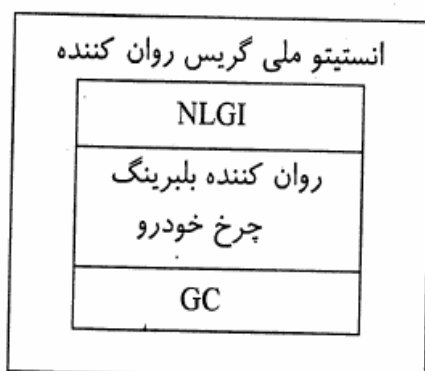 انستیتو ملی گریس روان کننده
NLGI
روان کننده بلبرینگ
چرخ خودرو
GC